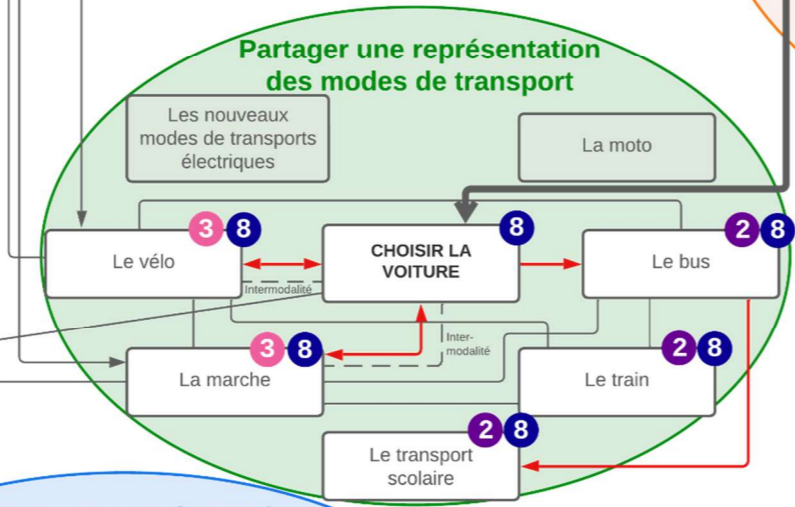 Partager une représentation
des modes de transport
Les nouveaux
modes de transports
électriques
La moto
3 8
Le vélo
8
CHOISIR LA
VOITURE
2 8
Le bus
Intermodalité
Inter-
modalité
3 8
La marche
2 8
Le train
2 8
Le transport
scolaire